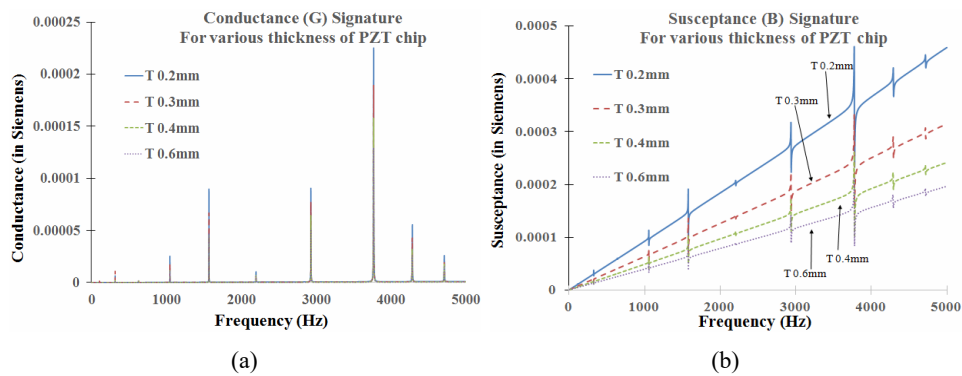 Conductance (G) Signature
For various thickness of PZT chip
0.00025
0.0002
0.00015
0.0001
0.00005
0
Conductance (in Siemens)
T 0.2mm
T 0.3mm
T 0.4mm
T 0.6mm
0 1000 2000 3000 4000 5000
Frequency (Hz)
(a)
Susceptance (B) Signature
For various thickness of PZT chip
0.0005
0.0004
0.0003
0.0002
0.0001
0
Susceptance (in Siemens)
T 0.2mm
T 0.3mm
T 0.4mm
T 0.6mm
T 0.2mm
T 0.3mm
T 0.4mm
T 0.6mm
0 1000 2000 3000 4000 5000
Frequency (Hz)
(b)